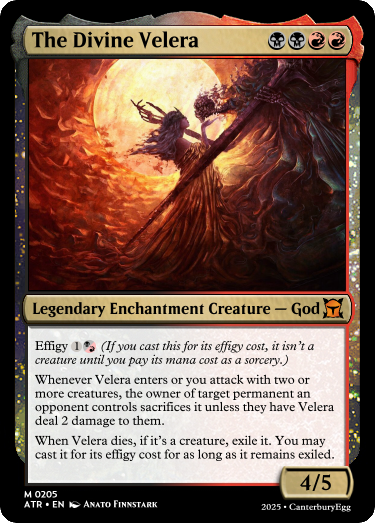 The Divine Velera
Legendary Enchantment Creature — God
Effigy 1 (If you cast this for its effigy cost, it isn't a
creature until you pay its mana cost as a sorcery.)
Whenever Velera enters or you attack with two or
more creatures, the owner of target permanent an
opponent controls sacrifices it unless they have Velera
deal 2 damage to them.
When Velera dies, if it's a creature, exile it. You may
cast it for its effigy cost for as long as it remains exiled.
4/5
M 0205
ATR • EN Anato Finnstark
2025 • CanterburyEgg